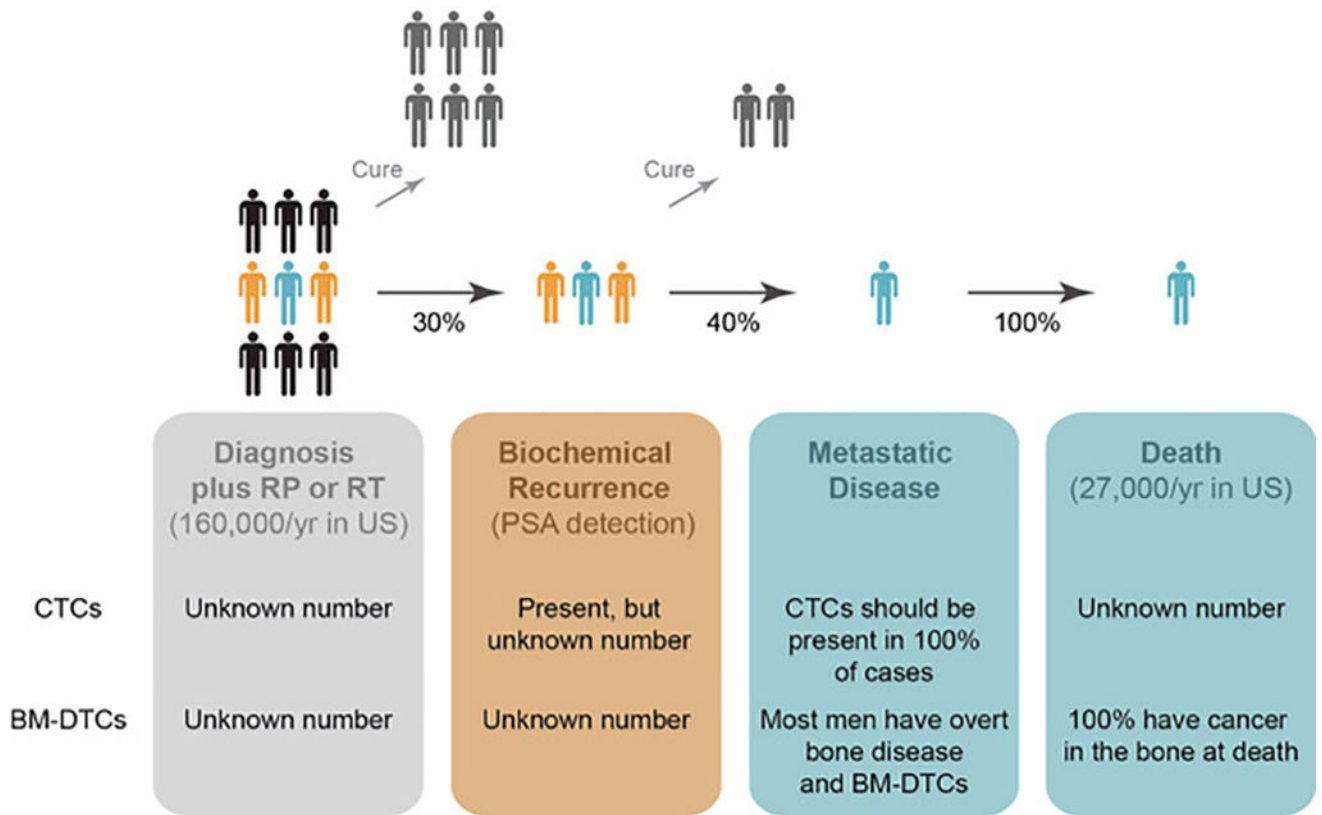 Cure
Cure
30%
40%
100%
Diagnosis
plus RP or RT
(160,000/yr in US)
Biochemical
Recurrence
(PSA detection)
Metastatic
Disease
Death
(27,000/yr in US)
CTCs
Unknown number
Present, but
unknown number
CTCs should be
present in 100%
of cases
Unknown number
BM-DTCs
Unknown number
Unknown number
Most men have overt
bone disease
and BM-DTCs
100% have cancer
in the bone at death